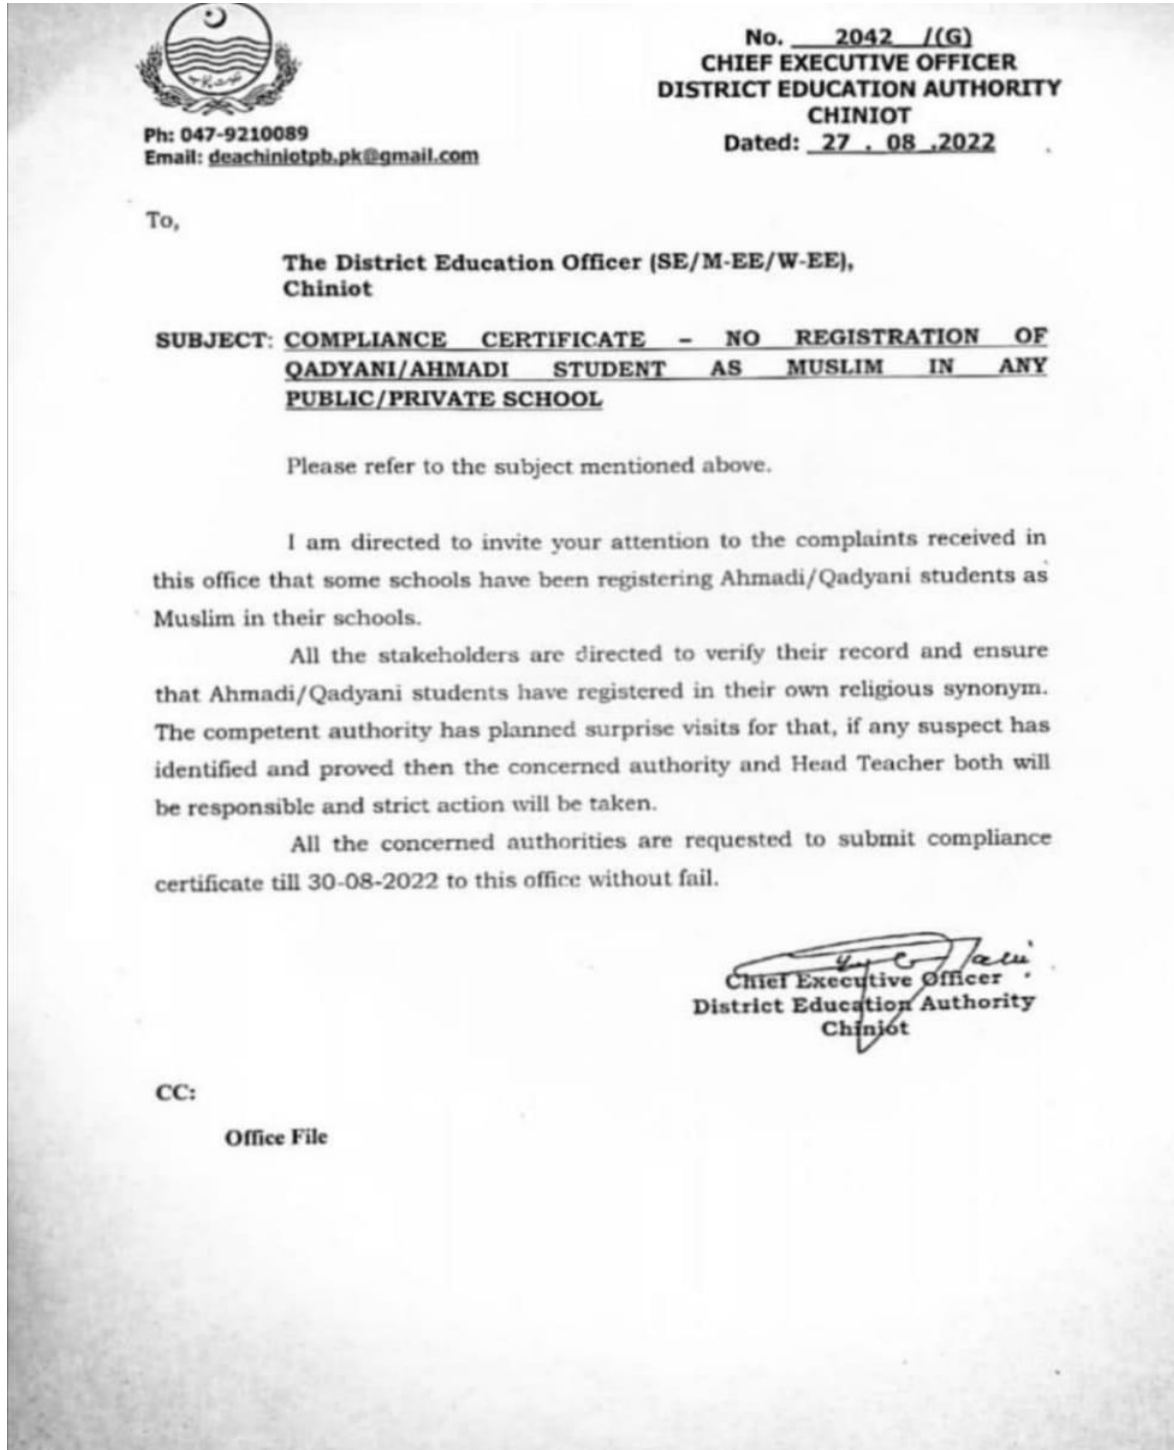 No. 2042 /(G)
CHIEF EXECUTIVE OFFICER
DISTRICT EDUCATION AUTHORITY
CHINIOT
Dated: 27 . 08 .2022
Ph: 047-9210089
Email: deachiniotpb.pk@gmail.com
To,
The District Education Officer (SE/M-EE/W-EE),
Chiniot
SUBJECT: COMPLIANCE CERTIFICATE – NO REGISTRATION OF
QADYANI/AHMADI STUDENT AS MUSLIM IN ANY
PUBLIC/PRIVATE SCHOOL
Please refer to the subject mentioned above.
I am directed to invite your attention to the complaints received in
this office that some schools have been registering Ahmadi/Qadyani students as
Muslim in their schools.
All the stakeholders are directed to verify their record and ensure
that Ahmadi/Qadyani students have registered in their own religious synonym.
The competent authority has planned surprise visits for that, if any suspect has
identified and proved then the concerned authority and Head Teacher both will
be responsible and strict action will be taken.
All the concerned authorities are requested to submit compliance
certificate till 30-08-2022 to this office without fail.
Chief Executive Officer
District Education Authority
Chiniot
CC:
Office File